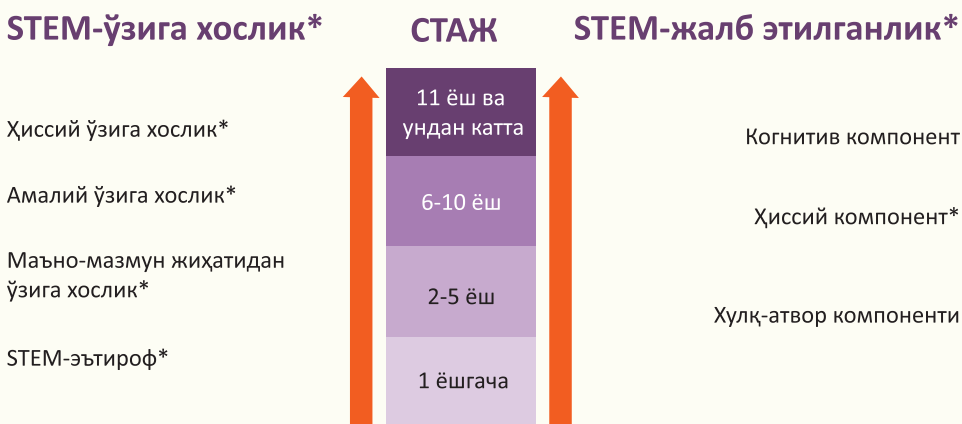 STEM-ўзига хослик*
СТАЖ
STEM-жалб этилганлик*
Ҳиссий ўзига хослик*
Амалий ўзига хослик*
Маъно-мазмун жиҳатидан
ўзига хослик*
STEM-эътироф*
11 ёш ва
ундан катта
6-10 ёш
2-5 ёш
1 ёшгача
Когнитив компонент
Ҳиссий компонент*
Хулқ-атвор компоненти